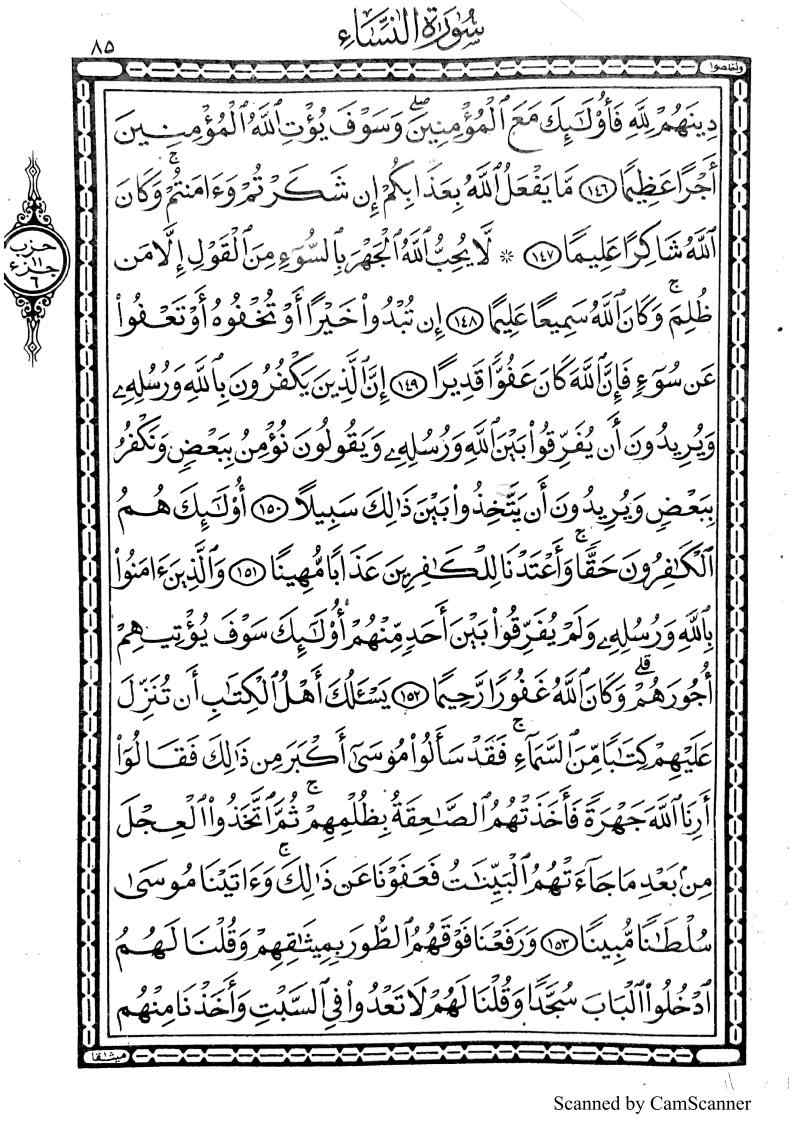 سُورَةُ النِّسَاءِ
٨٥
وأخلصوا
دِينَهُمْ لِلَّهِ فَأُوْلَٰٓئِكَ مَعَ ٱلْمُؤْمِنِينَۖ وَسَوْفَ يُؤْتِ ٱللَّهُ ٱلْمُؤْمِنِينَ
أَجْرًا عَظِيمًا ١٤٦ مَّا يَفْعَلُ ٱللَّهُ بِعَذَابِكُمْ إِن شَكَرْتُمْ وَءَامَنتُمْۚ وَكَانَ
ٱللَّهُ شَاكِرًا عَلِيمًا ١٤٧ * لَّا يُحِبُّ ٱللَّهُ ٱلْجَهْرَ بِٱلسُّوٓءِ مِنَ ٱلْقَوْلِ إِلَّا مَن
ظُلِمَۚ وَكَانَ ٱللَّهُ سَمِيعًا عَلِيمًا ١٤٨ إِن تُبْدُواْ خَيْرًا أَوْ تُخْفُوهُ أَوْ تَعْفُواْ
عَن سُوٓءٍ فَإِنَّ ٱللَّهَ كَانَ عَفُوًّا قَدِيرًا ١٤٩ إِنَّ ٱلَّذِينَ يَكْفُرُونَ بِٱللَّهِ وَرُسُلِهِۦ
وَيُرِيدُونَ أَن يُفَرِّقُواْ بَيْنَ ٱللَّهِ وَرُسُلِهِۦ وَيَقُولُونَ نُؤْمِنُ بِبَعْضٍ وَنَكْفُرُ
بِبَعْضٍ وَيُرِيدُونَ أَن يَتَّخِذُواْ بَيْنَ ذَٰلِكَ سَبِيلًا ١٥٠ أُوْلَٰٓئِكَ هُمُ
ٱلْكَٰفِرُونَ حَقًّاۚ وَأَعْتَدْنَا لِلْكَٰفِرِينَ عَذَابًا مُّهِينًا ١٥١ وَٱلَّذِينَ ءَامَنُواْ
بِٱللَّهِ وَرُسُلِهِۦ وَلَمْ يُفَرِّقُواْ بَيْنَ أَحَدٍ مِّنْهُمْ أُوْلَٰٓئِكَ سَوْفَ يُؤْتِيهِمْ
أُجُورَهُمْۗ وَكَانَ ٱللَّهُ غَفُورًا رَّحِيمًا ١٥٢ يَسْـَٔلُكَ أَهْلُ ٱلْكِتَٰبِ أَن تُنَزِّلَ
عَلَيْهِمْ كِتَٰبًا مِّنَ ٱلسَّمَآءِۚ فَقَدْ سَأَلُواْ مُوسَىٰٓ أَكْبَرَ مِن ذَٰلِكَ فَقَالُوٓاْ
أَرِنَا ٱللَّهَ جَهْرَةً فَأَخَذَتْهُمُ ٱلصَّٰعِقَةُ بِظُلْمِهِمْۚ ثُمَّ ٱتَّخَذُواْ ٱلْعِجْلَ
مِنۢ بَعْدِ مَا جَآءَتْهُمُ ٱلْبَيِّنَٰتُ فَعَفَوْنَا عَن ذَٰلِكَۚ وَءَاتَيْنَا مُوسَىٰ
سُلْطَٰنًا مُّبِينًا ١٥٣ وَرَفَعْنَا فَوْقَهُمُ ٱلطُّورَ بِمِيثَٰقِهِمْ وَقُلْنَا لَهُمُ
ٱدْخُلُواْ ٱلْبَابَ سُجَّدًا وَقُلْنَا لَهُمْ لَا تَعْدُواْ فِي ٱلسَّبْتِ وَأَخَذْنَا مِنْهُم
ميثاقا
حزب
١١
جزء
٦
Scanned by CamScanner